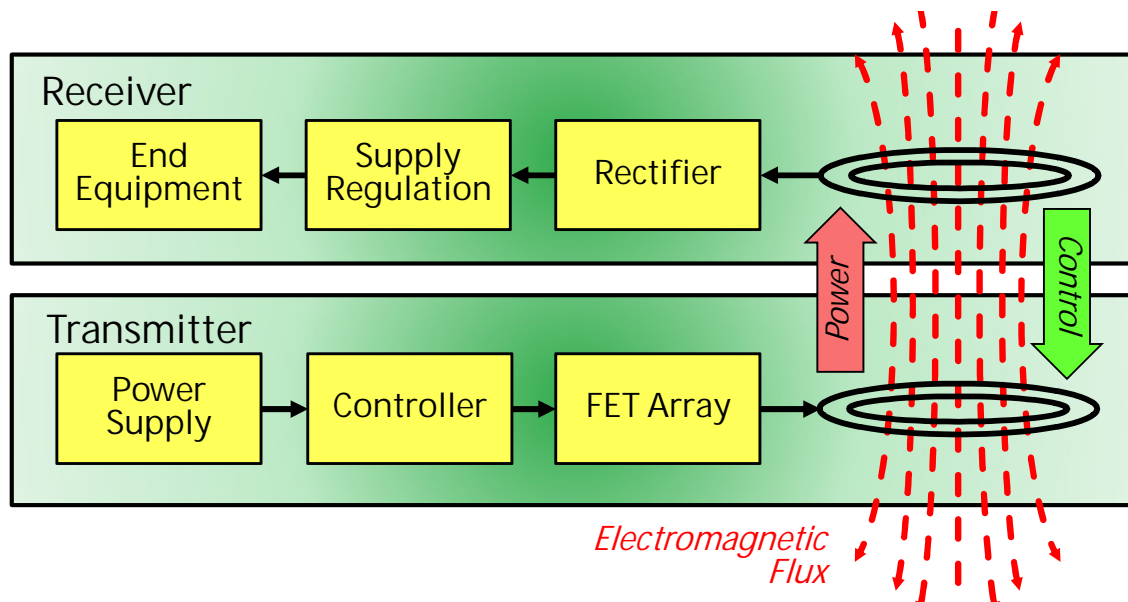 Receiver
End
Equipment
Supply
Regulation
Rectifier
Power
Control
Transmitter
Power
Supply
Controller
FET Array
Electromagnetic
Flux